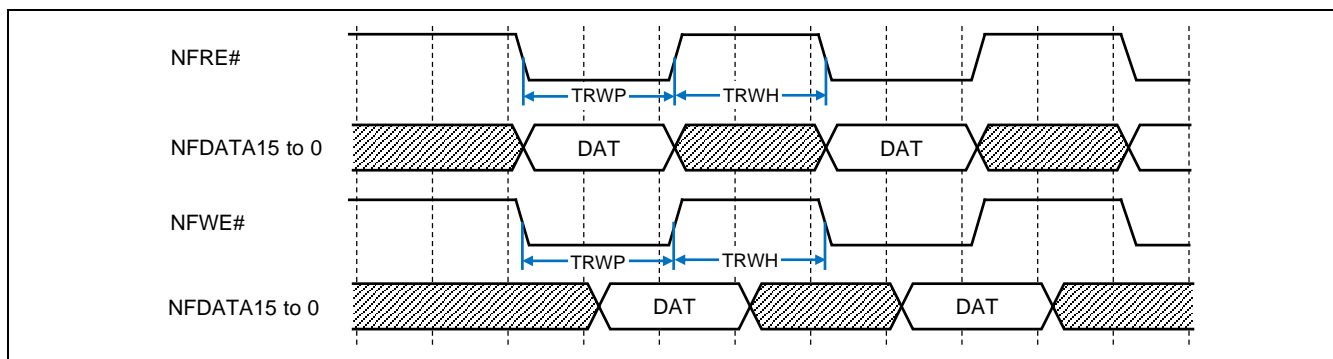 NFRE#
TRWP TRWH
NFDATA15 to 0 DAT DAT
NFWE#
TRWP TRWH
NFDATA15 to 0 DAT DAT